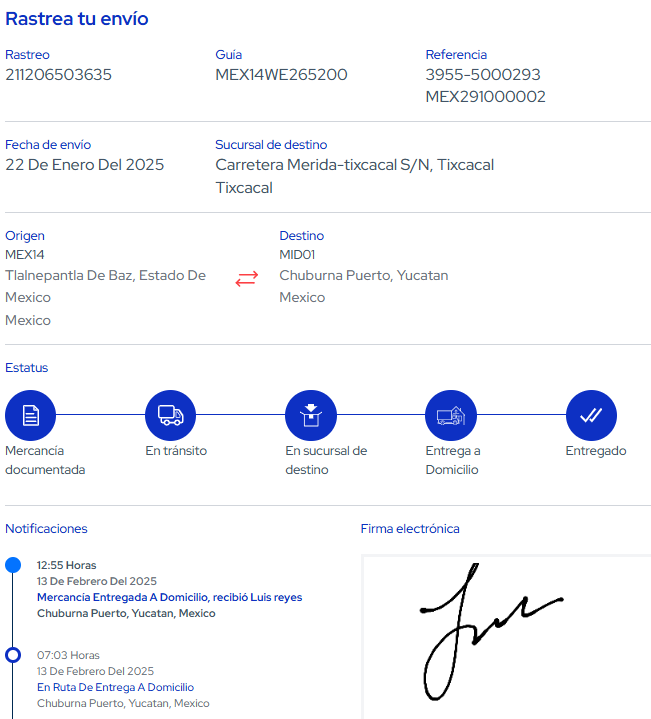 Rastrea tu envío
Rastreo
211206503635
Guía
MEX14WE265200
Referencia
3955-5000293
MEX291000002
Fecha de envío
22 De Enero Del 2025
Sucursal de destino
Carretera Merida-tixcacal S/N, Tixcacal
Tixcacal
Origen
MEX14
Tlalnepantla De Baz, Estado De
Mexico
Mexico
Destino
MID01
Chuburna Puerto, Yucatan
Mexico
Estatus
Mercancía
documentada
En tránsito
En sucursal de
destino
Entrega a
Domicilio
Entregado
Notificaciones
12:55 Horas
13 De Febrero Del 2025
Mercancía Entregada A Domicilio, recibió Luis reyes
Chuburna Puerto, Yucatan, Mexico
07:03 Horas
13 De Febrero Del 2025
En Ruta De Entrega A Domicilio
Chuburna Puerto, Yucatan, Mexico
Firma electrónica